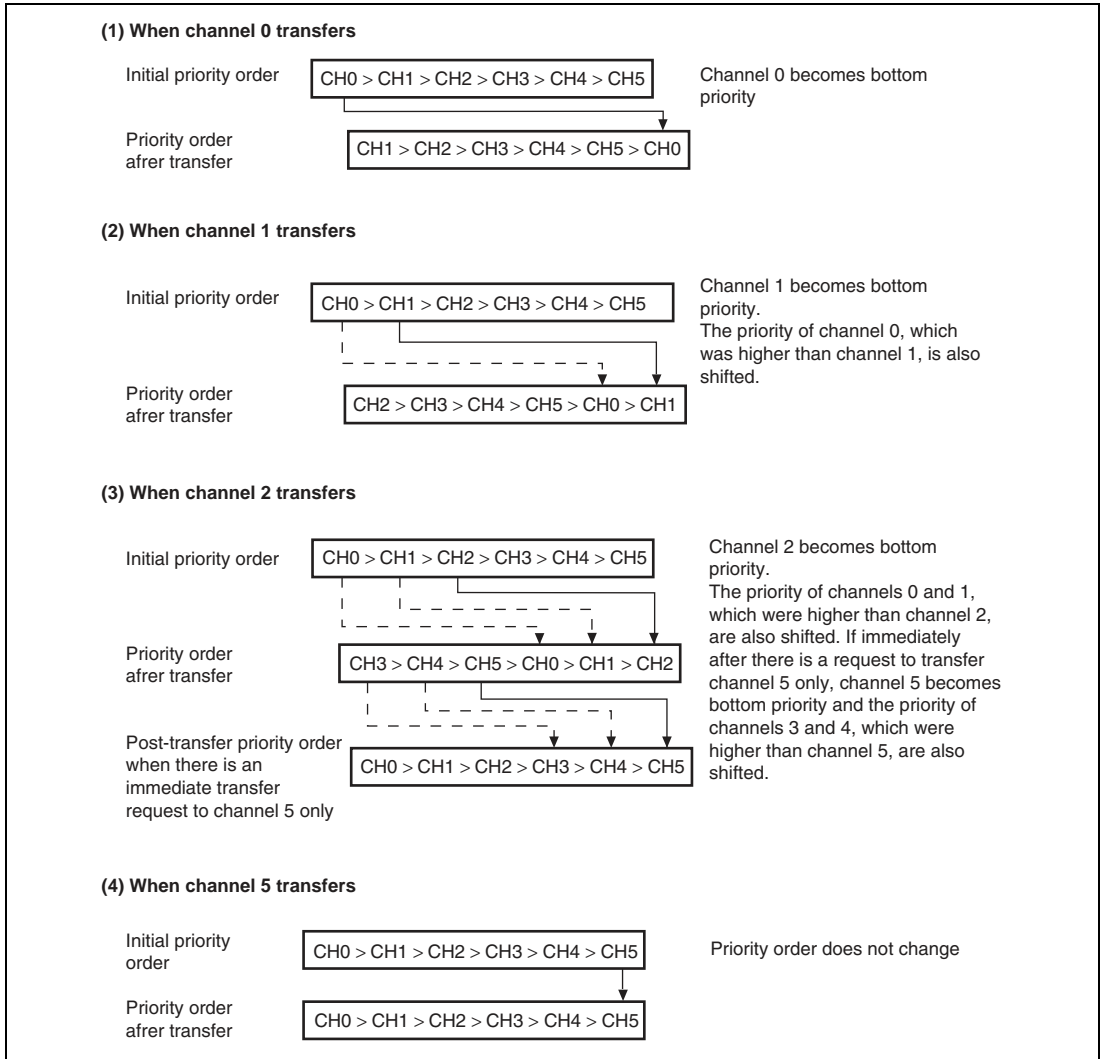 (1) When channel 0 transfers
Initial priority order
CH0 > CH1 > CH2 > CH3 > CH4 > CH5
Channel 0 becomes bottom
priority
Priority order
afrer transfer
CH1 > CH2 > CH3 > CH4 > CH5 > CH0
(2) When channel 1 transfers
Initial priority order
CH0 > CH1 > CH2 > CH3 > CH4 > CH5
Channel 1 becomes bottom
priority.
The priority of channel 0, which
was higher than channel 1, is also
shifted.
Priority order
afrer transfer
CH2 > CH3 > CH4 > CH5 > CH0 > CH1
(3) When channel 2 transfers
Initial priority order
CH0 > CH1 > CH2 > CH3 > CH4 > CH5
Channel 2 becomes bottom
priority.
The priority of channels 0 and 1,
which were higher than channel 2,
are also shifted. If immediately
after there is a request to transfer
channel 5 only, channel 5 becomes
bottom priority and the priority of
channels 3 and 4, which were
higher than channel 5, are also
shifted.
Priority order
afrer transfer
CH3 > CH4 > CH5 > CH0 > CH1 > CH2
Post-transfer priority order
when there is an
immediate transfer
request to channel 5 only
CH0 > CH1 > CH2 > CH3 > CH4 > CH5
(4) When channel 5 transfers
Initial priority
order
CH0 > CH1 > CH2 > CH3 > CH4 > CH5
Priority order does not change
Priority order
afrer transfer
CH0 > CH1 > CH2 > CH3 > CH4 > CH5